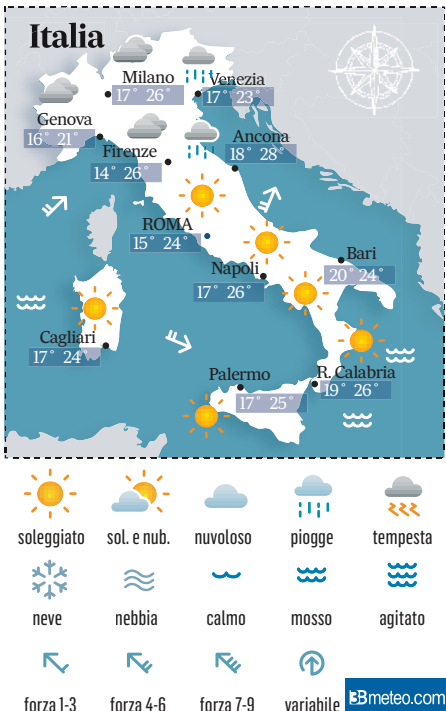 Italia
Milano
17° 26°
Venezia
17° 23°
Genova
16° 21°
Firenze
14° 26°
Ancona
18° 28°
ROMA
15° 24°
Napoli
17° 26°
Bari
20° 24°
Cagliari
17° 24°
Palermo
17° 25°
R. Calabria
19° 26°
soleggiato sol. e nub. nuvoloso piogge tempesta
neve nebbia calmo mosso agitato
forza 1-3 forza 4-6 forza 7-9 variabile
3Bmeteo.com